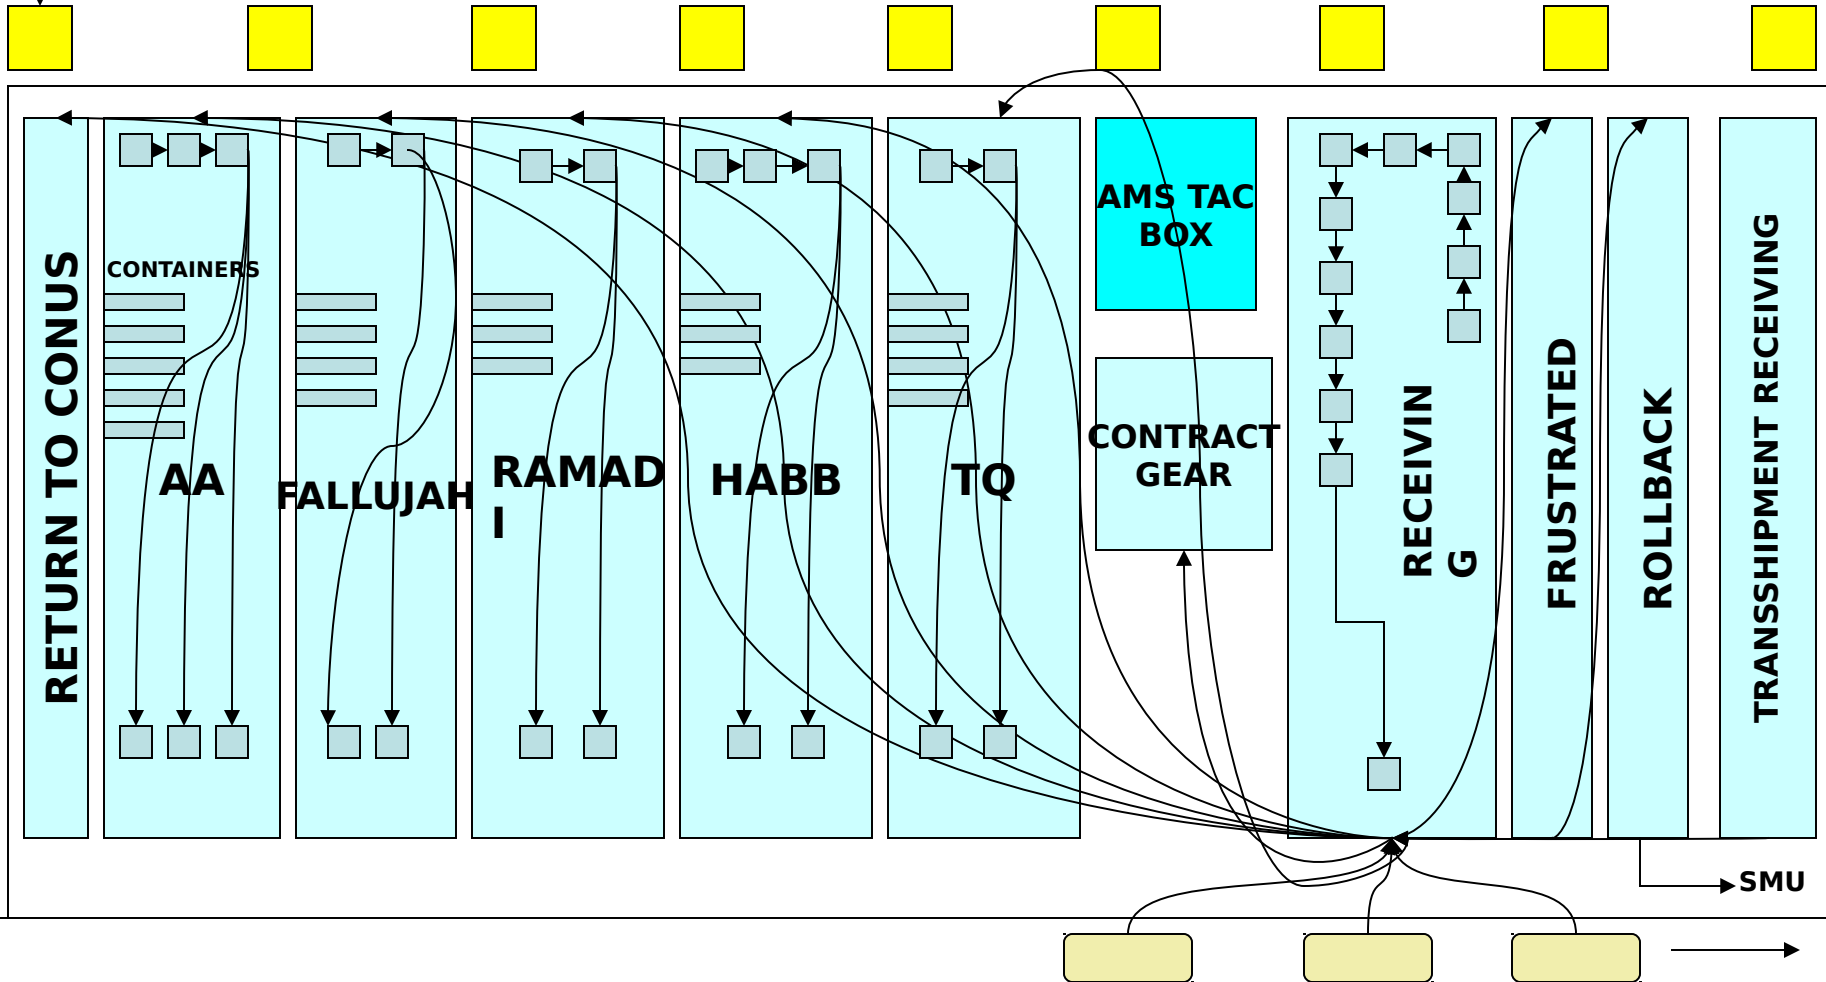 RETURN TO CONUS
CONTAINERS
AA
FALLUJAH
RAMAD
I
HABB
TQ
AMS TAC
BOX
CONTRACT
GEAR
RECEIVIN
G
FRUSTRATED
ROLLBACK
TRANSSHIPMENT RECEIVING
SMU